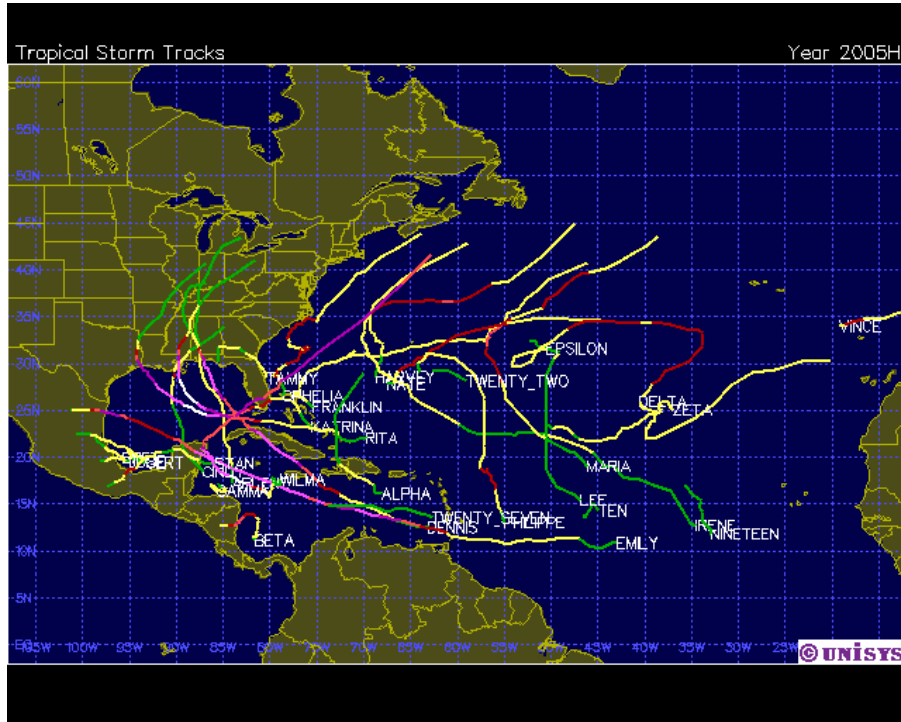 Tropical Storm Tracks
Year 2005H
60N
55N
50N
45N
40N
35N
VINCE
EPSILON
30N
TAMMY
HARVEY
NATE
TWENTY_TWO
25N
FRANKLIN
DELTA
ZETA
KATRINA
RITA
20N
STAN
MARIA
WILMA
GAMMA
ALPHA
15N
LEE
TEN
TWENTY_SEVEN
PHILIPPE
DENNIS
IRENE
NINETEEN
10N
BETA
EMILY
5N
EQ
105W 100W 95W 90W 85W 80W 75W 70W 65W 60W 55W 50W 45W 40W 35W 30W 25W
© UNISYS